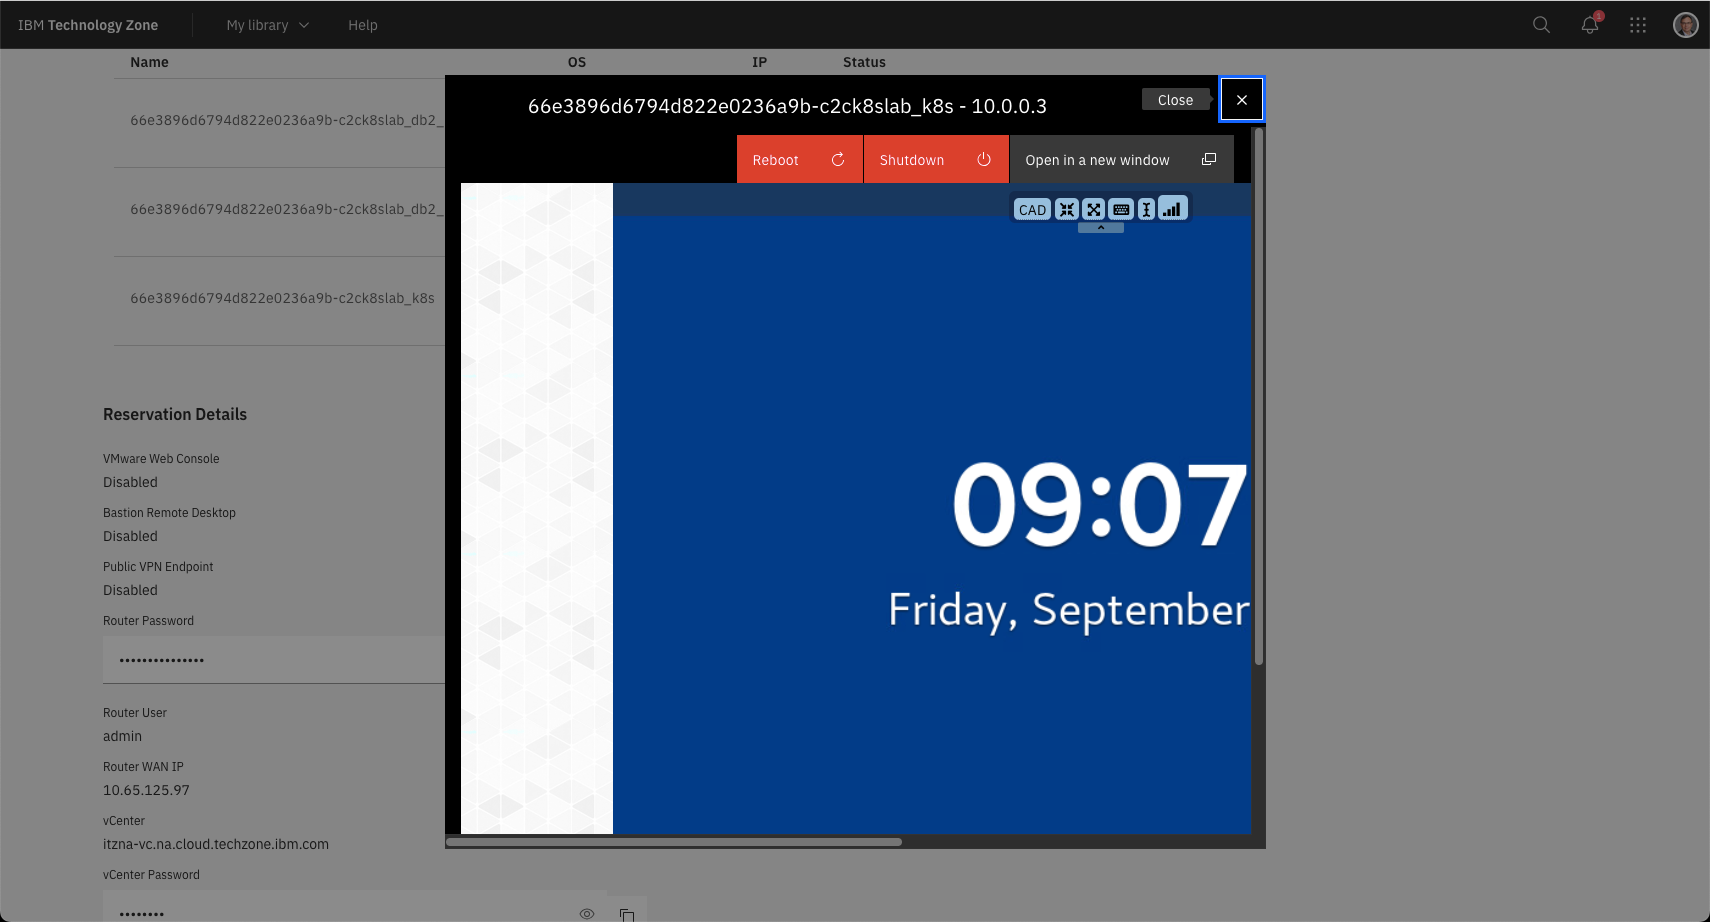 IBM Technology Zone
My library
Help
1
Name
OS
IP
Status
66e3896d6794d822e0236a9b-c2ck8slab_db2_
66e3896d6794d822e0236a9b-c2ck8slab_db2_
66e3896d6794d822e0236a9b-c2ck8slab_k8s
66e3896d6794d822e0236a9b-c2ck8slab_k8s - 10.0.0.3
Close
Reboot
Shutdown
Open in a new window
CAD
09:07
Friday, September
Reservation Details
VMware Web Console
Disabled
Bastion Remote Desktop
Disabled
Public VPN Endpoint
Disabled
Router Password
•••••••••••••••
Router User
admin
Router WAN IP
10.65.125.97
vCenter
itzna-vc.na.cloud.techzone.ibm.com
vCenter Password
••••••••